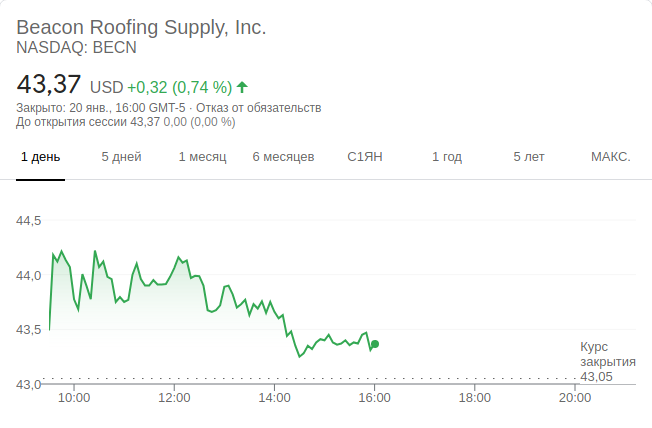 Beacon Roofing Supply, Inc.
NASDAQ: BECN
43,37 USD +0,32 (0,74 %)
Закрыто: 20 янв., 16:00 GMT-5 · Отказ от обязательств
До открытия сессии 43,37 0,00 (0,00 %)
1 день 5 дней 1 месяц 6 месяцев С1ЯН 1 год 5 лет МАКС.
44,5
44,0
43,5
Курс
закрытия
43,05
43,0
10:00 12:00 14:00 16:00 18:00 20:00